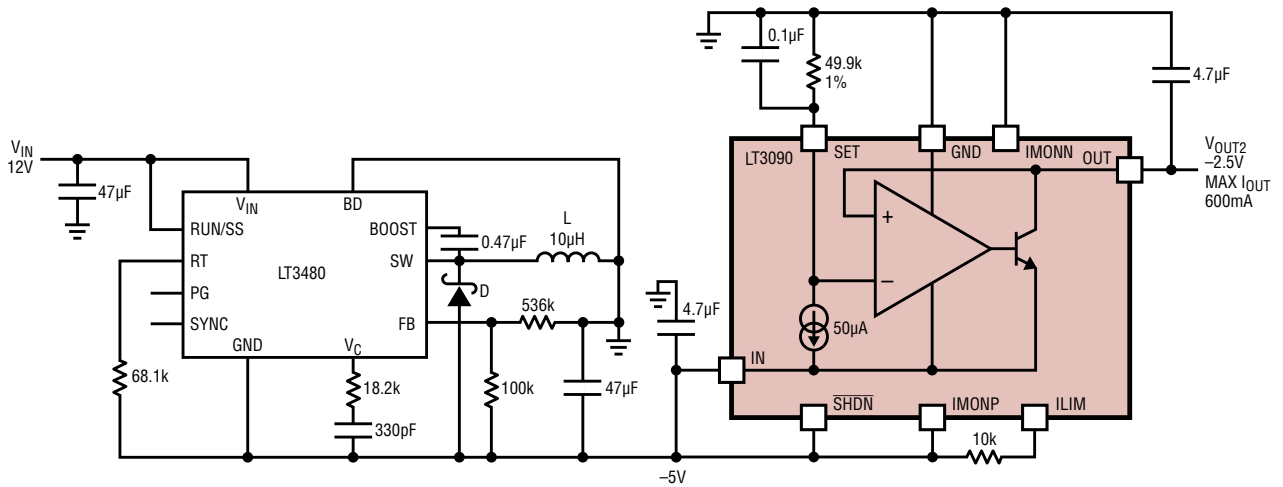 VIN
12V
47µF
VIN
BD
RUN/SS
RT
PG
SYNC
GND
VC
BOOST
SW
FB
LT3480
0.47µF
L
10µH
D
536k
68.1k
18.2k
330pF
100k
47µF
–5V
4.7µF
0.1µF
49.9k
1%
4.7µF
LT3090
SET
GND
IMONN
OUT
VOUT2
–2.5V
MAX IOUT
600mA
+
–
50µA
IN
SHDN
IMONP
ILIM
10k